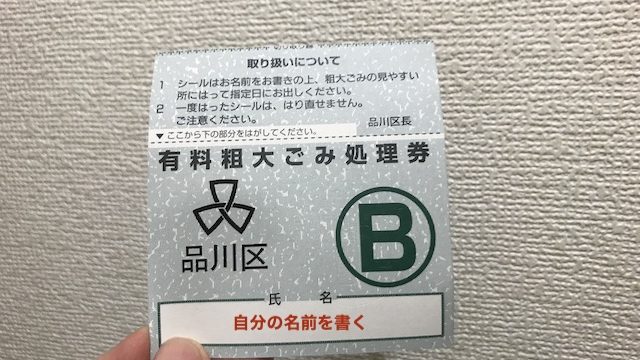 切り取り線
取り扱いについて
1 シールはお名前をお書きの上、粗大ごみの見やすい
所にはって指定日にお出しください。
2 一度はったシールは、はり直せません。
ご注意ください。
品川区長
▼ここから下の部分をはがしてください。
有料粗大ごみ処理券
品川区
B
氏 名
自分の名前を書く